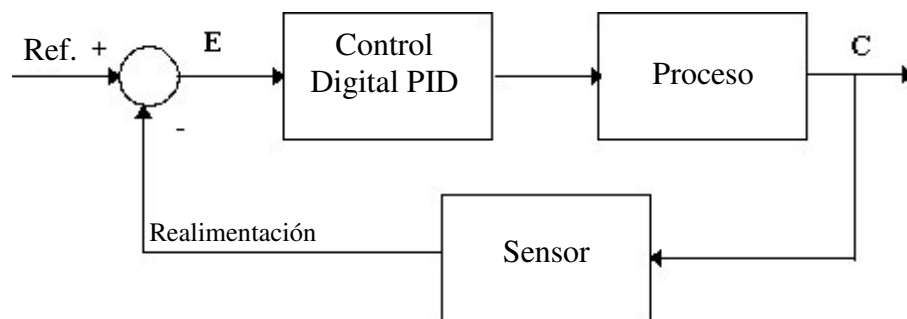 Ref. +
E
Control
Digital PID
Proceso
C
-
Realimentación
Sensor